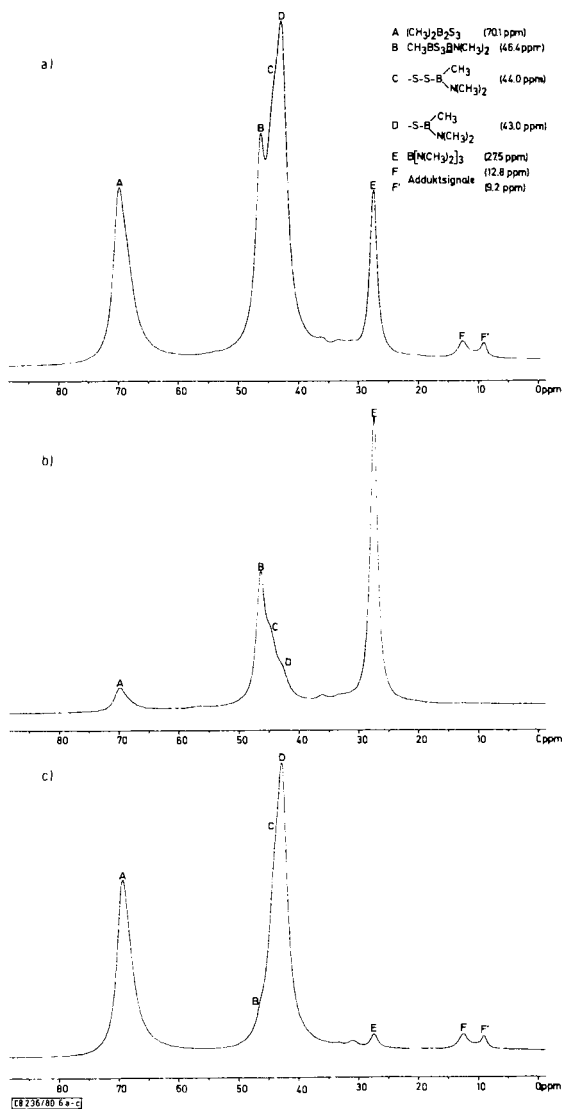 a)
D
C
B
A
E
F
F'
A (CH3)2B2S3 (70.1 ppm)
B CH3BS3BN(CH3)2 (46.4ppm)
C -S-S-B CH3 N(CH3)2 (44.0 ppm)
D -S-B CH3 N(CH3)2 (43.0 ppm)
E B[N(CH3)2]3 (27.5 ppm)
F Adduktsignale (12.8 ppm)
F' (9.2 ppm)
80 70 60 50 40 30 20 10 0ppm
b)
E
B
C
D
A
80 70 60 50 40 30 20 10 0ppm
c)
D
C
A
B
E
F
F'
80 70 60 50 40 30 20 10 0ppm
CB 236/80 6 a-c